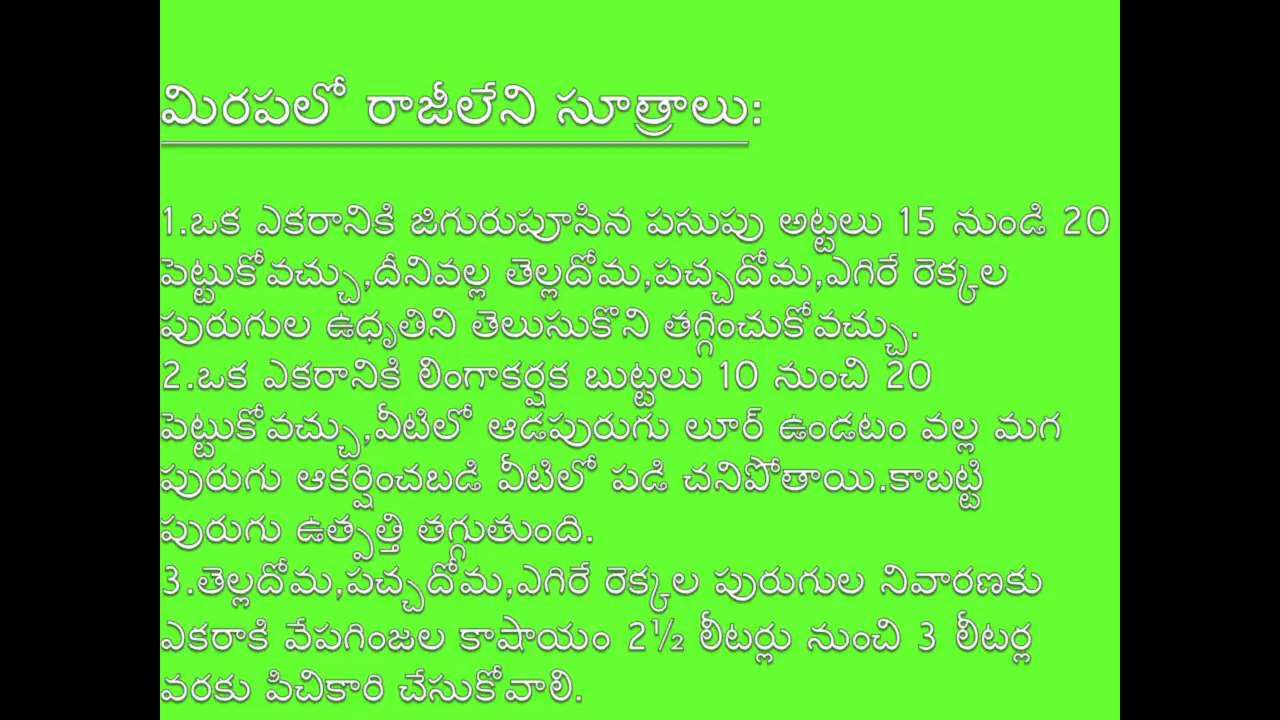 మిరపలో రాజీలేని సూత్రాలు:
1.ఒక ఎకరానికి జిగురుపూసిన పసుపు అట్టలు 15 నుండి 20
పెట్టుకోవచ్చు,దీనివల్ల తెల్లదోమ,పచ్చదోమ,ఎగిరే రెక్కల
పురుగుల ఉధృతిని తెలుసుకొని తగ్గించుకోవచ్చు.
2.ఒక ఎకరానికి లింగాకర్షక బుట్టలు 10 నుంచి 20
పెట్టుకోవచ్చు,వీటిలో ఆడపురుగు లూర్ ఉండటం వల్ల మగ
పురుగు ఆకర్షించబడి వీటిలో పడి చనిపోతాయి.కాబట్టి
పురుగు ఉత్పత్తి తగ్గుతుంది.
3.తెల్లదోమ,పచ్చదోమ,ఎగిరే రెక్కల పురుగుల నివారణకు
ఎకరాకి వేపగింజల కాషాయం 2½ లీటర్లు నుంచి 3 లీటర్ల
వరకు పిచికారి చేసుకోవాలి.